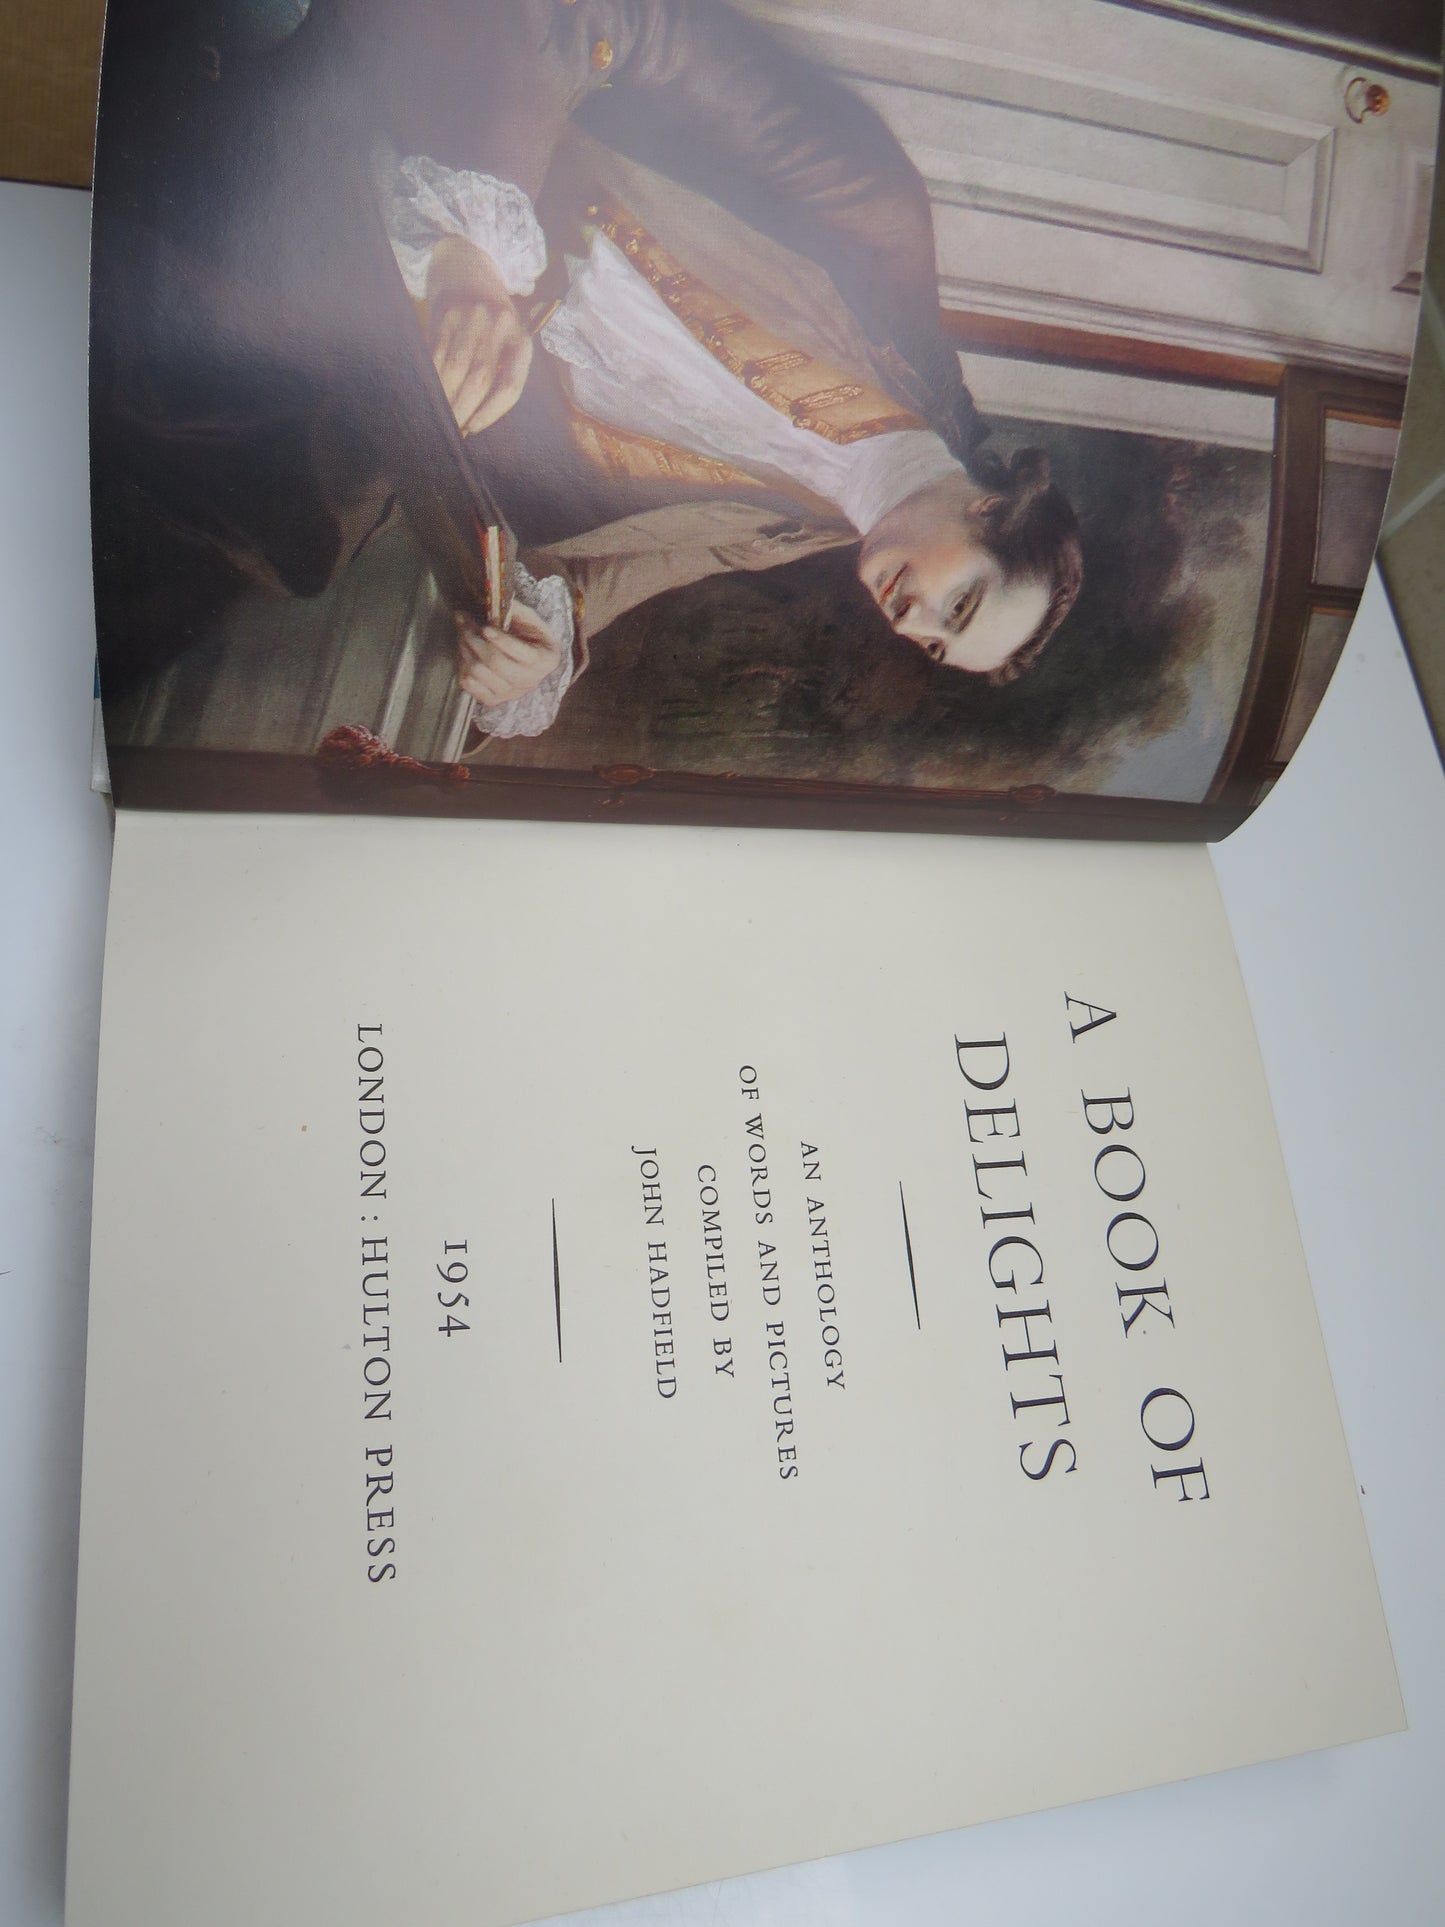 A BOOK OF
DELIGHTS
AN ANTHOLOGY
OF WORDS AND PICTURES
COMPILED BY
JOHN HADFIELD
1954
LONDON : HULTON PRESS